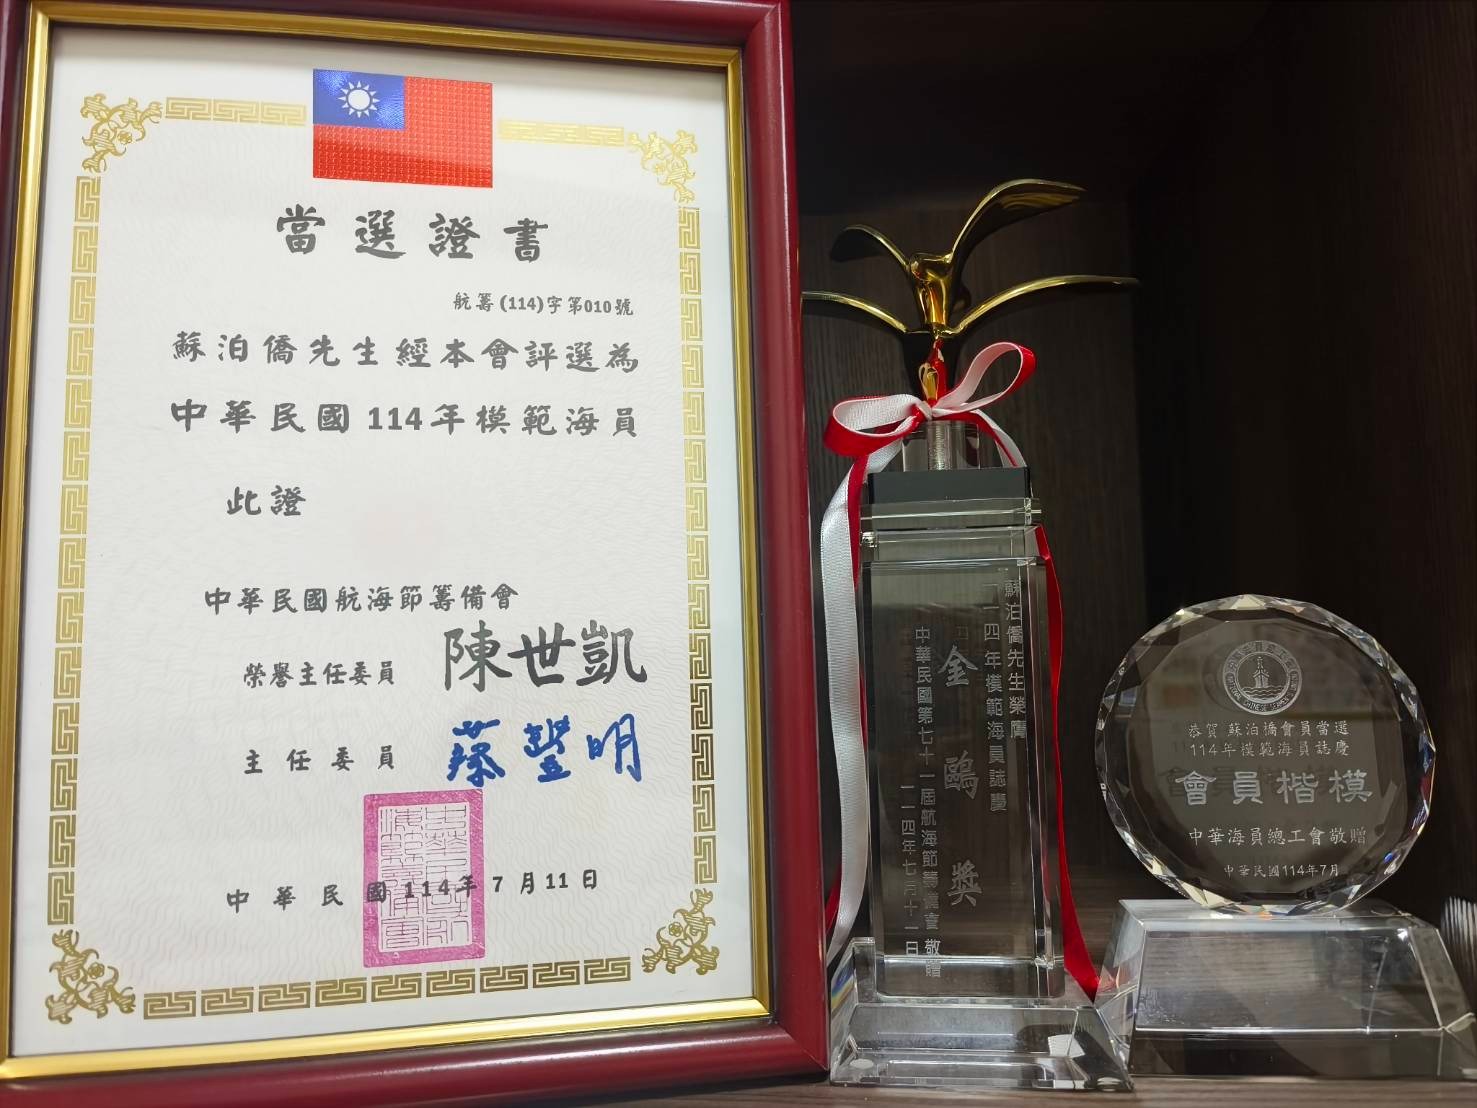 當選證書
航籌(114)字第010號
蘇泊僑先生經本會評選為
中華民國114年模範海員
此證
中華民國航海節籌備會
榮譽主任委員 陳世凱
主任委員 蔡豐明
中華民國114年7月11日
蘇泊僑先生榮膺
一一四年模範海員誌慶
金鷗獎
中華民國第七十一屆航海節籌備會敬贈
一一四年七月十一日
恭賀 蘇泊僑會員當選
114年模範海員誌慶
會員楷模
中華海員總工會敬贈
中華民國114年7月